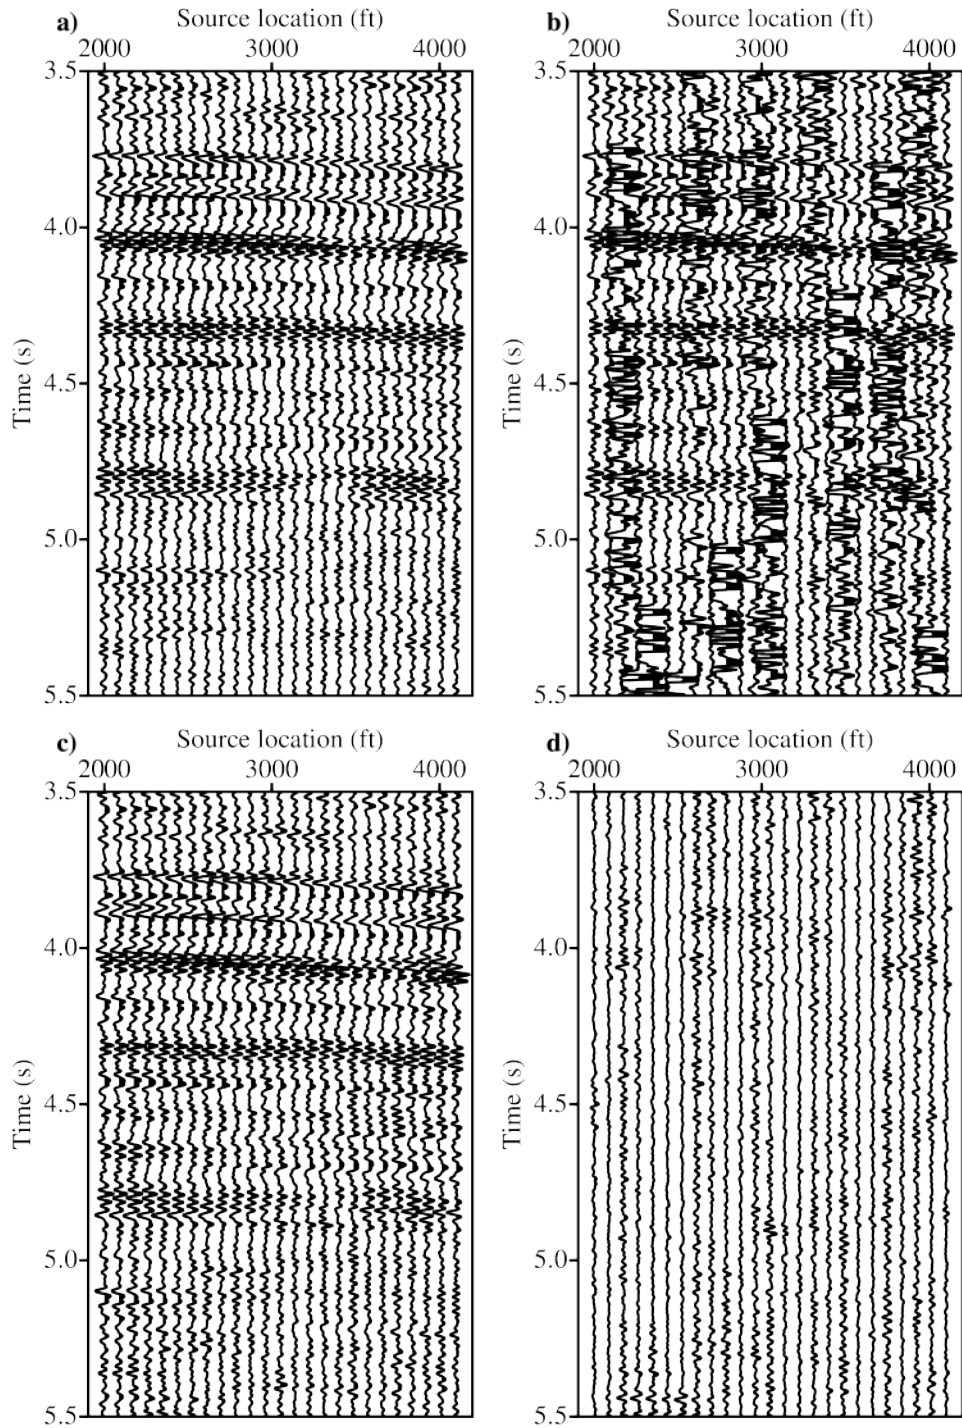 a) Source location (ft)
2000 3000 4000
3.5
4.0
4.5
5.0
5.5
Time (s)
b) Source location (ft)
2000 3000 4000
3.5
4.0
4.5
5.0
5.5
Time (s)
c) Source location (ft)
2000 3000 4000
3.5
4.0
4.5
5.0
5.5
Time (s)
d) Source location (ft)
2000 3000 4000
3.5
4.0
4.5
5.0
5.5
Time (s)